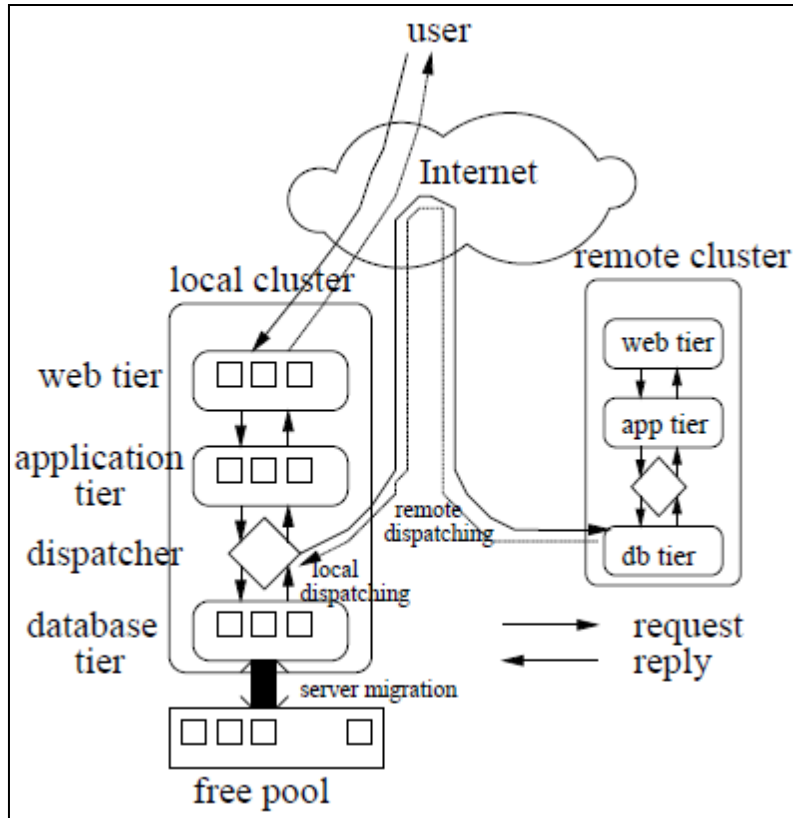 user
Internet
local cluster
remote cluster
web tier
web tier
application
tier
app tier
dispatcher
remote
dispatching
local
dispatching
db tier
database
tier
request
reply
server migration
free pool